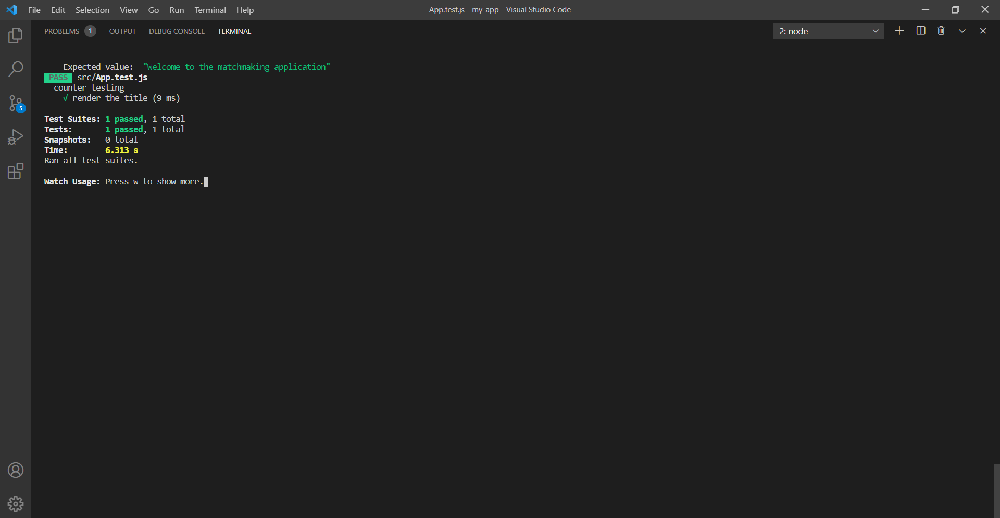 File Edit Selection View Go Run Terminal Help App.test.js - my-app - Visual Studio Code
PROBLEMS 1 OUTPUT DEBUG CONSOLE TERMINAL 2: node
Expected value: "Welcome to the matchmaking application"
PASS src/App.test.js
counter testing
√ render the title (9 ms)
Test Suites: 1 passed, 1 total
Tests: 1 passed, 1 total
Snapshots: 0 total
Time: 6.313 s
Ran all test suites.
Watch Usage: Press w to show more.
5